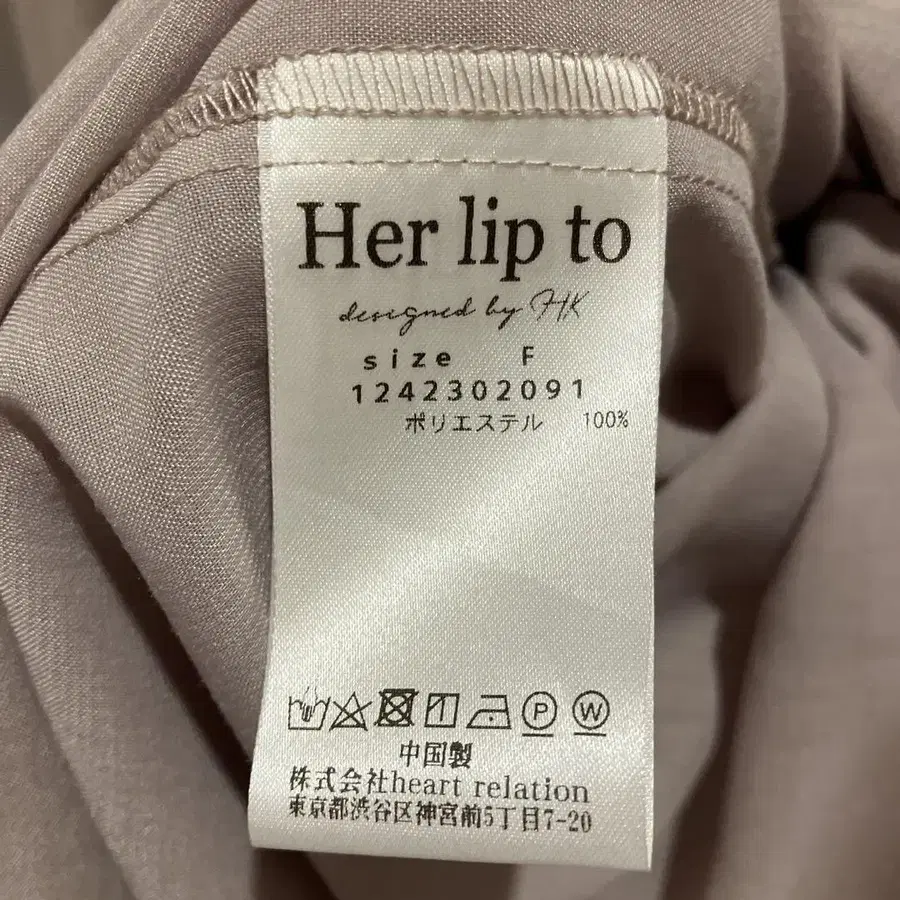 Her lip to
designed by HK
size F
1242302091
ポリエステル 100%
P W
中国製
株式会社heart relation
東京都渋谷区神宮前5丁目7-20